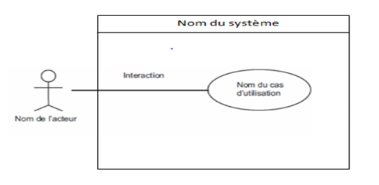 Nom du système
Interaction
Nom du cas
d'utilisation
Nom de l'acteur